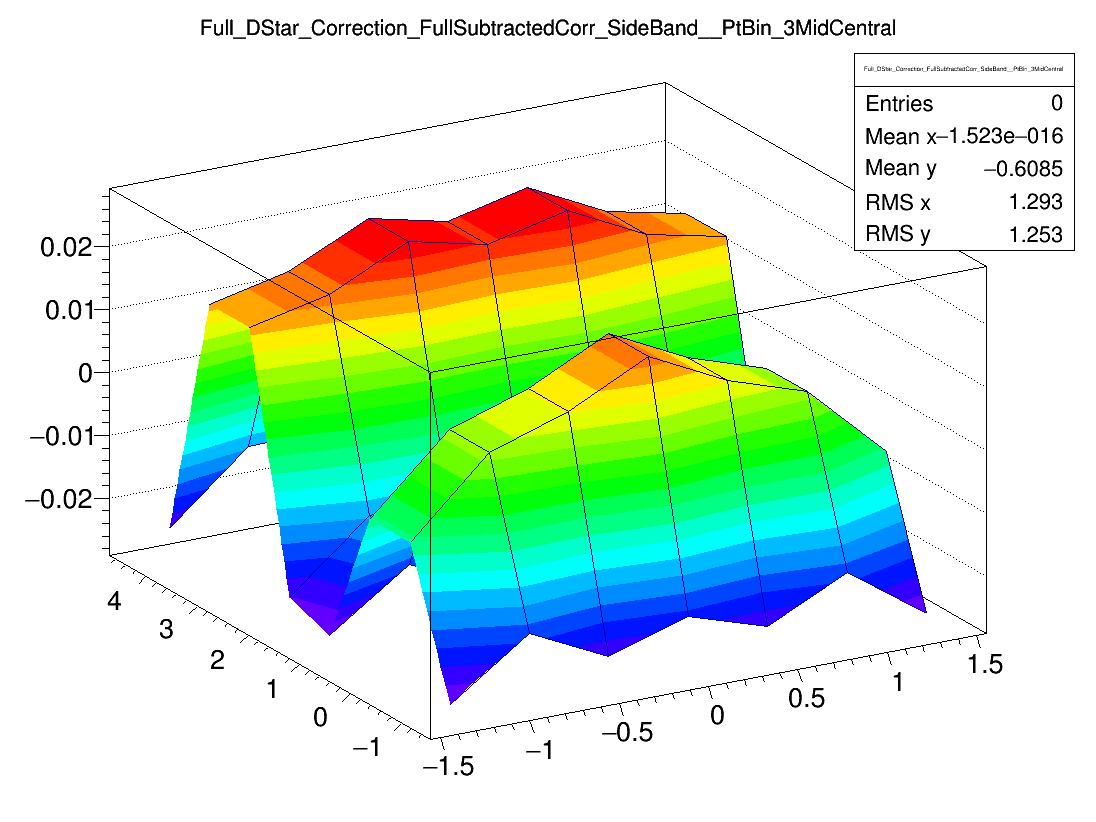 Full_DStar_Correction_FullSubtractedCorr_SideBand__PtBin_3MidCentral
Full_DStar_Correction_FullSubtractedCorr_SideBand__PtBin_3MidCentral
Entries 0
Mean x −1.523e−016
Mean y −0.6085
RMS x 1.293
RMS y 1.253
0.02
0.01
0
−0.01
−0.02
4
3
2
1
0
−1
−1.5
−1
−0.5
0
0.5
1
1.5